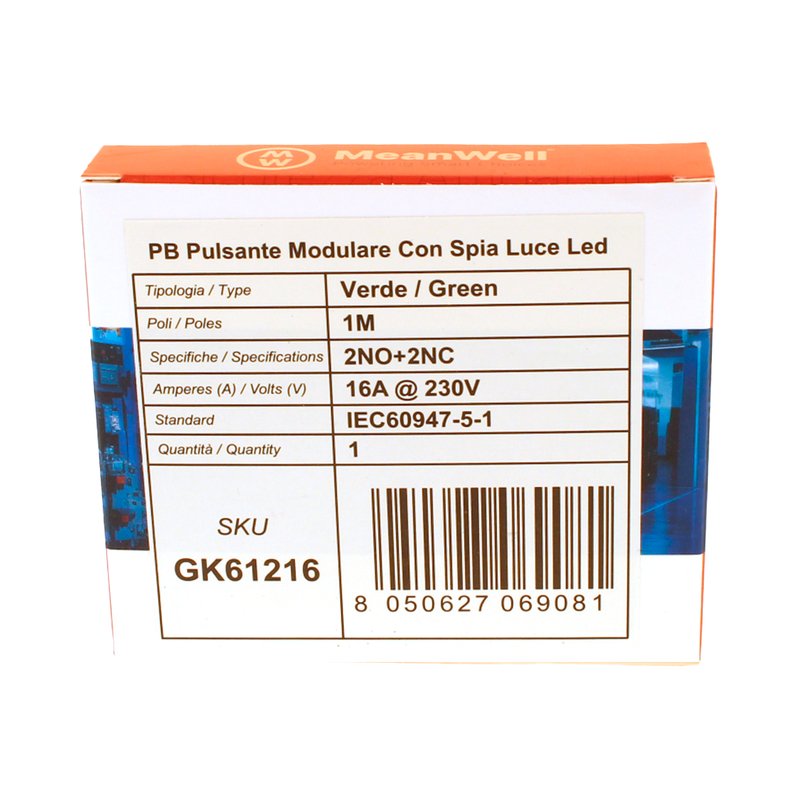 MW MeanWell
PB Pulsante Modulare Con Spia Luce Led
Tipologia / Type Verde / Green
Poli / Poles 1M
Specifiche / Specifications 2NO+2NC
Amperes (A) / Volts (V) 16A @ 230V
Standard IEC60947-5-1
Quantità / Quantity 1
SKU
GK61216
8 050627 069081